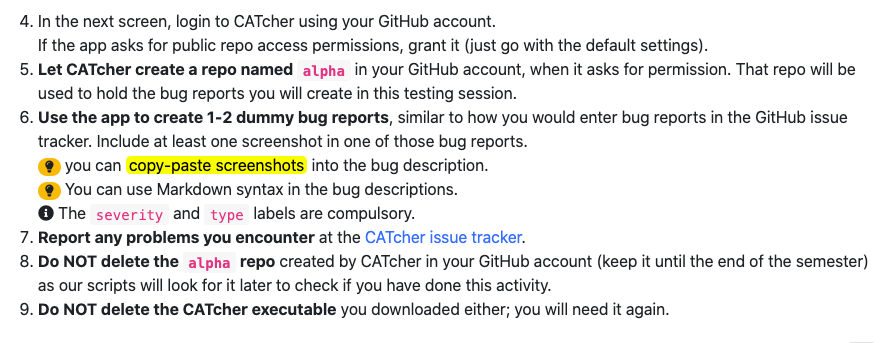 4. In the next screen, login to CATcher using your GitHub account.
If the app asks for public repo access permissions, grant it (just go with the default settings).
5. Let CATcher create a repo named alpha in your GitHub account, when it asks for permission. That repo will be
used to hold the bug reports you will create in this testing session.
6. Use the app to create 1-2 dummy bug reports, similar to how you would enter bug reports in the GitHub issue
tracker. Include at least one screenshot in one of those bug reports.
you can copy-paste screenshots into the bug description.
You can use Markdown syntax in the bug descriptions.
The severity and type labels are compulsory.
7. Report any problems you encounter at the CATcher issue tracker.
8. Do NOT delete the alpha repo created by CATcher in your GitHub account (keep it until the end of the semester)
as our scripts will look for it later to check if you have done this activity.
9. Do NOT delete the CATcher executable you downloaded either; you will need it again.